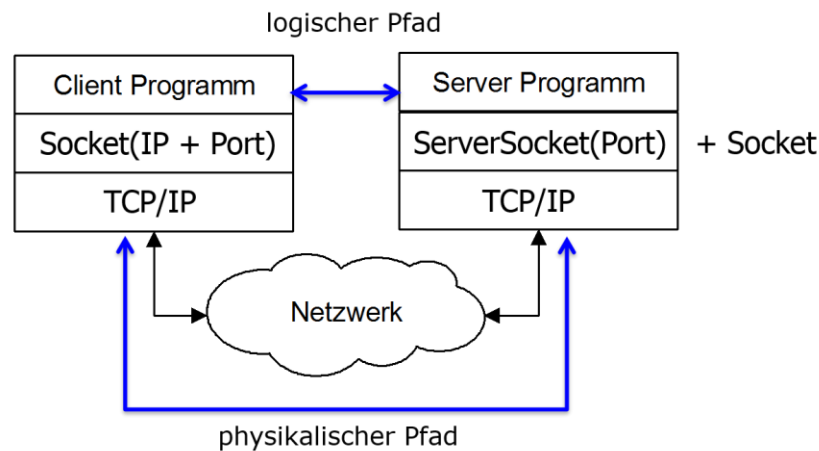 logischer Pfad
Client Programm
Server Programm
Socket(IP + Port)
ServerSocket(Port) + Socket
TCP/IP
TCP/IP
Netzwerk
physikalischer Pfad